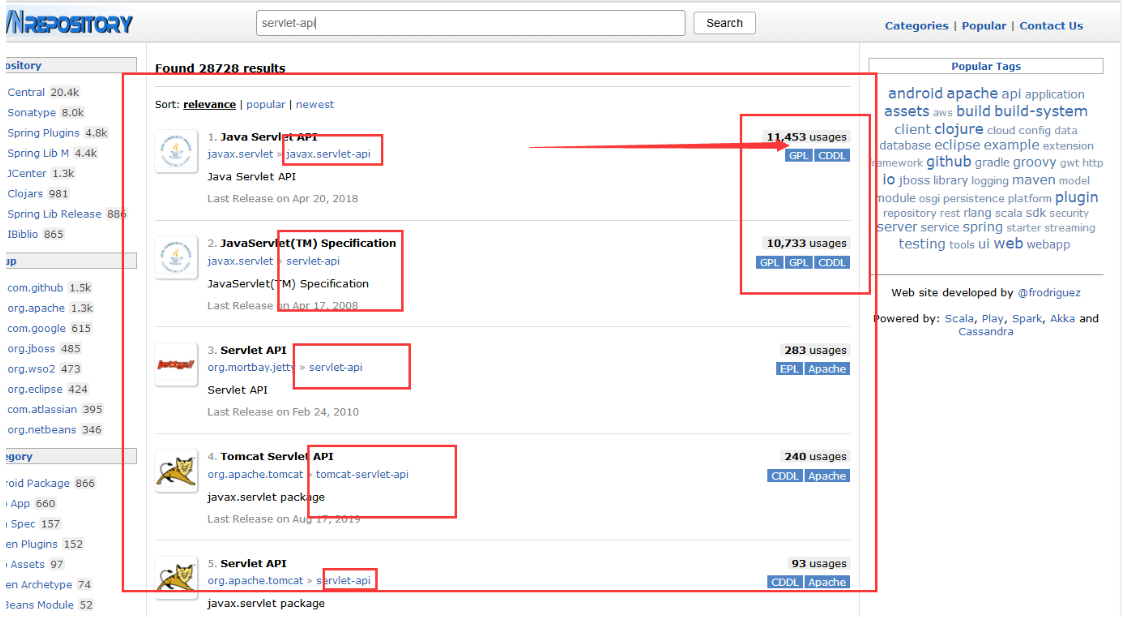 VNREPOSITORY
servlet-api
Search
Categories | Popular | Contact Us
ository
Central 20.4k
Sonatype 8.0k
Spring Plugins 4.8k
Spring Lib M 4.4k
JCenter 1.3k
Clojars 981
Spring Lib Release 886
IBiblio 865
up
com.github 1.5k
org.apache 1.3k
com.google 615
org.jboss 485
org.wso2 473
org.eclipse 424
com.atlassian 395
org.netbeans 346
egory
roid Package 866
App 660
Spec 157
en Plugins 152
Assets 97
en Archetype 74
Beans Module 52
Found 28728 results
Sort: relevance | popular | newest
1. Java Servlet API
11,453 usages
javax.servlet » javax.servlet-api
GPL CDDL
Java Servlet API
Last Release on Apr 20, 2018
2. JavaServlet(TM) Specification
10,733 usages
javax.servlet » servlet-api
GPL GPL CDDL
JavaServlet(TM) Specification
Last Release on Apr 17, 2008
3. Servlet API
283 usages
org.mortbay.jetty » servlet-api
EPL Apache
Servlet API
Last Release on Feb 24, 2010
4. Tomcat Servlet API
240 usages
org.apache.tomcat » tomcat-servlet-api
CDDL Apache
javax.servlet package
Last Release on Aug 17, 2019
5. Servlet API
93 usages
org.apache.tomcat » servlet-api
CDDL Apache
javax.servlet package
Popular Tags
android apache api application
assets aws build build-system
client clojure cloud config data
database eclipse example extension
framework github gradle groovy gwt http
io jboss library logging maven model
module osgi persistence platform plugin
repository rest rlang scala sdk security
server service spring starter streaming
testing tools ui web webapp
Web site developed by @frodriguez
Powered by: Scala, Play, Spark, Akka and
Cassandra